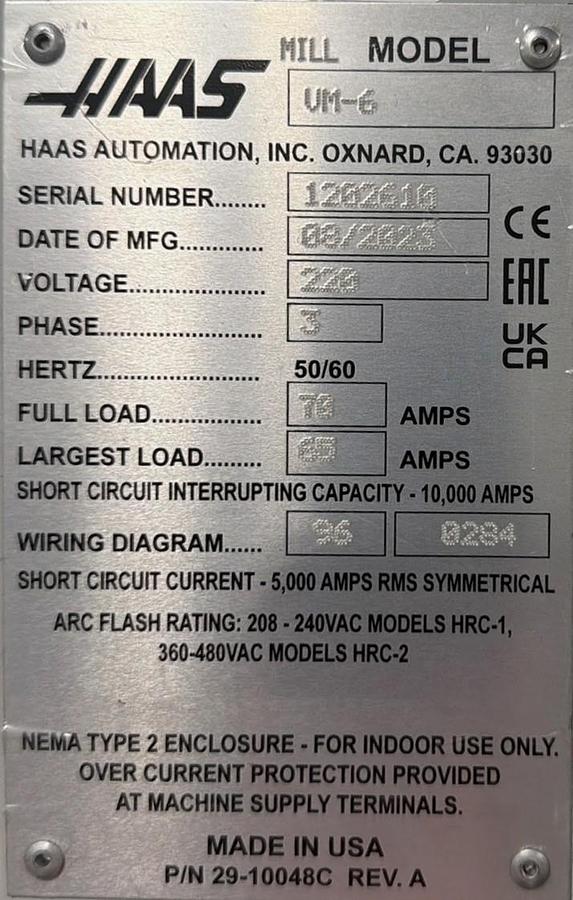 MILL MODEL
HAAS
VM-6
HAAS AUTOMATION, INC. OXNARD, CA. 93030
SERIAL NUMBER........ 1202610
DATE OF MFG............. 08/2023
VOLTAGE..................... 220
PHASE......................... 3
HERTZ.......................... 50/60
FULL LOAD................. 70 AMPS
LARGEST LOAD......... AMPS
CE
EAC
UK
CA
SHORT CIRCUIT INTERRUPTING CAPACITY - 10,000 AMPS
WIRING DIAGRAM...... 96 0284
SHORT CIRCUIT CURRENT - 5,000 AMPS RMS SYMMETRICAL
ARC FLASH RATING: 208 - 240VAC MODELS HRC-1,
360-480VAC MODELS HRC-2
NEMA TYPE 2 ENCLOSURE - FOR INDOOR USE ONLY.
OVER CURRENT PROTECTION PROVIDED
AT MACHINE SUPPLY TERMINALS.
MADE IN USA
P/N 29-10048C REV. A